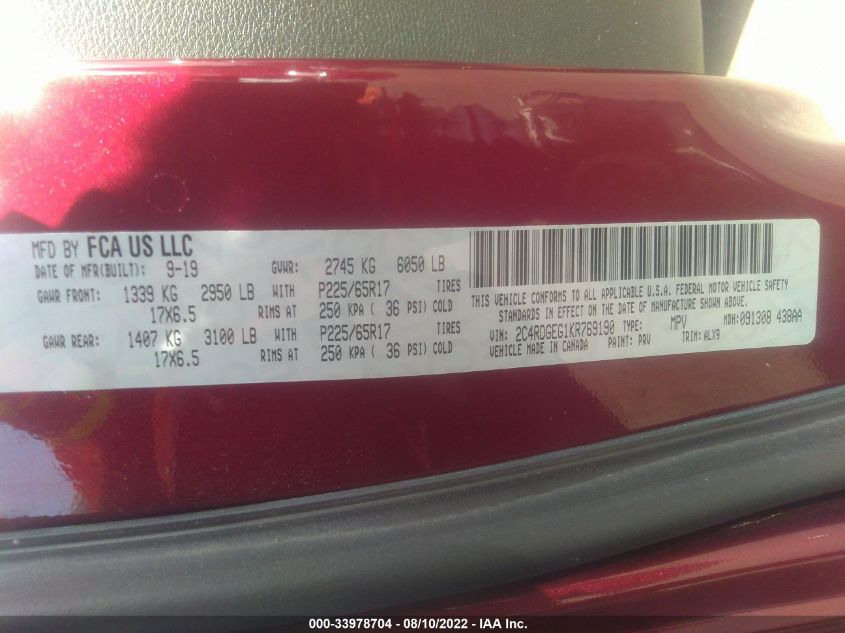 MFD BY FCA US LLC
DATE OF MFR(BUILT): 9-19 GVWR: 2745 KG 6050 LB
GAWR FRONT: 1339 KG 2950 LB WITH P225/65R17 TIRES
17X6.5 RIMS AT 250 KPA ( 36 PSI) COLD
GAWR REAR: 1407 KG 3100 LB WITH P225/65R17 TIRES
17X6.5 RIMS AT 250 KPA ( 36 PSI) COLD
THIS VEHICLE CONFORMS TO ALL APPLICABLE U.S.A. FEDERAL MOTOR VEHICLE SAFETY
STANDARDS IN EFFECT ON THE DATE OF MANUFACTURE SHOWN ABOVE.
VIN: 2C4RDGEG1KR769190 TYPE: MPV MDH: 091308 438AA
VEHICLE MADE IN CANADA PAINT: PRV TRIM: ALX9
000-33978704 - 08/10/2022 - IAA Inc.